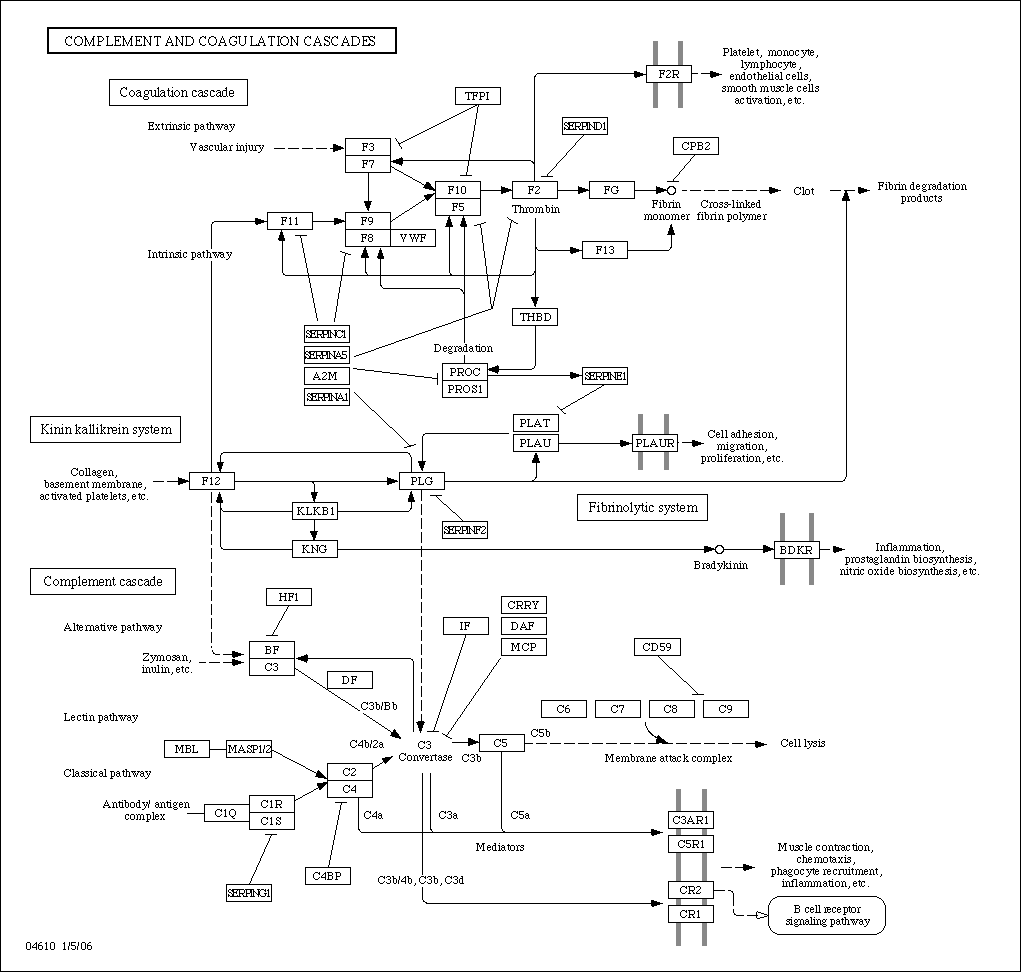 COMPLEMENT AND COAGULATION CASCADES
Coagulation cascade
Extrinsic pathway
Vascular injury
TFPI
F3
F7
F10
F5
F2
Thrombin
SERPIND1
F2R
Platelet, monocyte,
lymphocyte,
endothelial cells,
smooth muscle cells
activation, etc.
CPB2
FG
Fibrin
monomer
Cross-linked
fibrin polymer
Clot
Fibrin degradation
products
F11
F9
F8
VWF
F13
Intrinsic pathway
THBD
SERPINC1
SERPINA5
A2M
SERPINA1
Degradation
PROC
PROS1
SERPINE1
PLAT
PLAU
PLAUR
Cell adhesion,
migration,
proliferation, etc.
Kinin kallikrein system
Collagen,
basement membrane,
activated platelets, etc.
F12
PLG
KLKB1
KNG
SERPINF2
Fibrinolytic system
Bradykinin
BDKR
Inflammation,
prostaglandin biosynthesis,
nitric oxide biosynthesis, etc.
Complement cascade
Alternative pathway
Zymosan,
inulin, etc.
HF1
BF
C3
DF
C3b/Bb
IF
CRRY
DAF
MCP
CD59
C6
C7
C8
C9
Lectin pathway
MBL
MASP1/2
C4b/2a
C3
Convertase
C3b
C5
C5b
Membrane attack complex
Cell lysis
Classical pathway
Antibody/ antigen
complex
C1Q
C1R
C1S
C2
C4
C4a
C3a
C5a
Mediators
SERPING1
C4BP
C3b/4b, C3b, C3d
C3AR1
C5R1
CR2
CR1
Muscle contraction,
chemotaxis,
phagocyte recruitment,
inflammation, etc.
B cell receptor
signaling pathway
04610 1/5/06